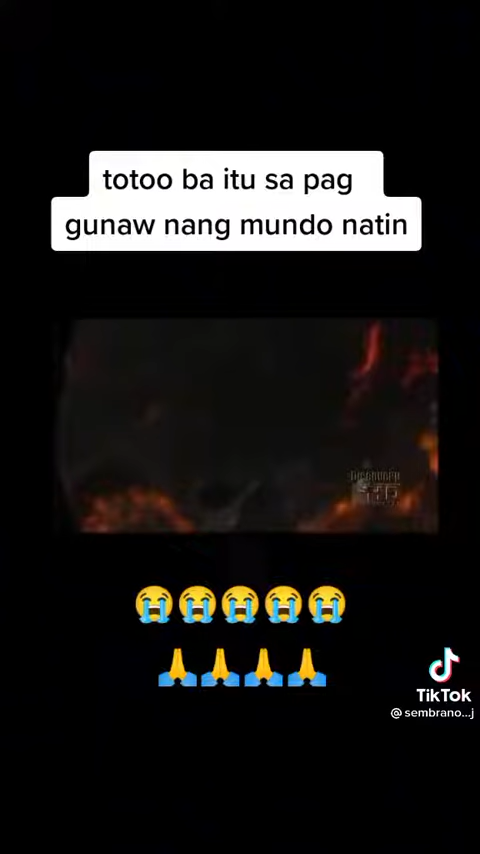 totoo ba itu sa pag
gunaw nang mundo natin
TikTok
@sembrano...j